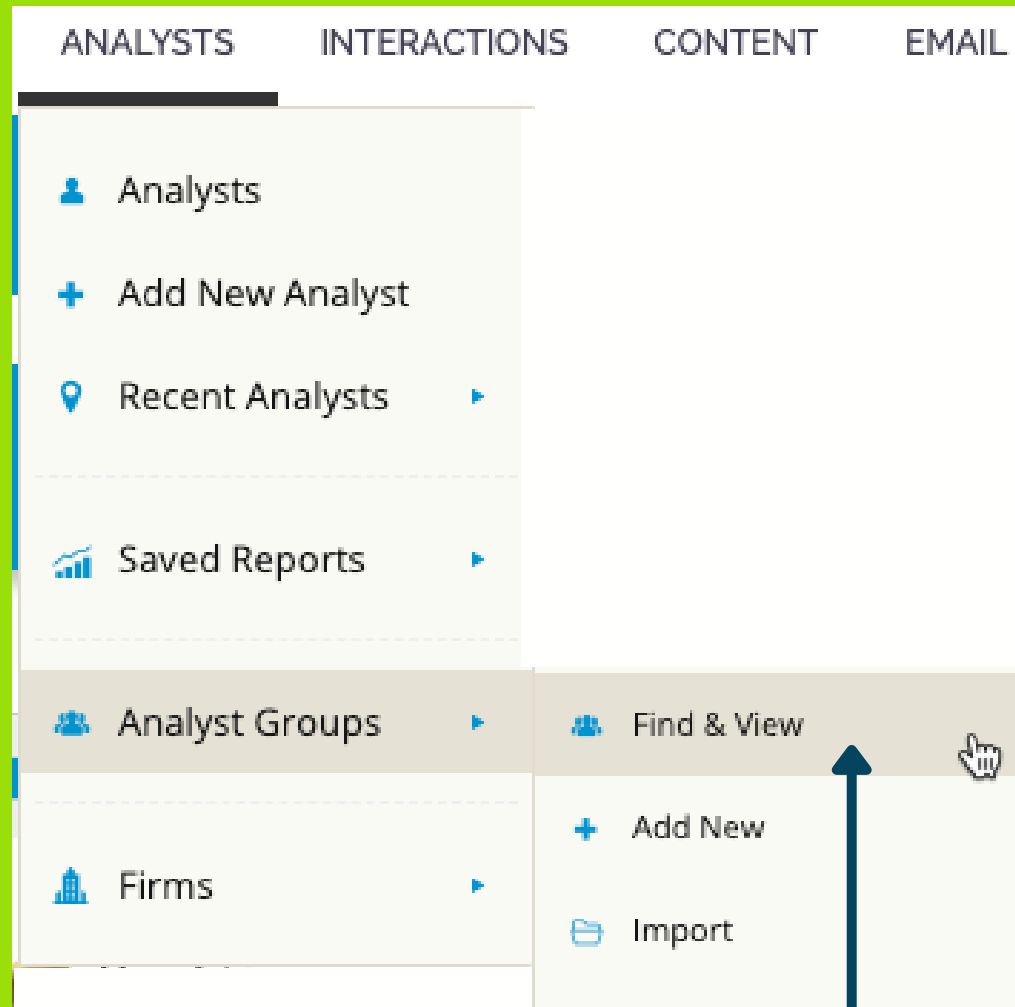 ANALYSTS INTERACTIONS CONTENT EMAIL
Analysts
Add New Analyst
Recent Analysts
Saved Reports
Analyst Groups
Find & View
Add New
Import
Firms